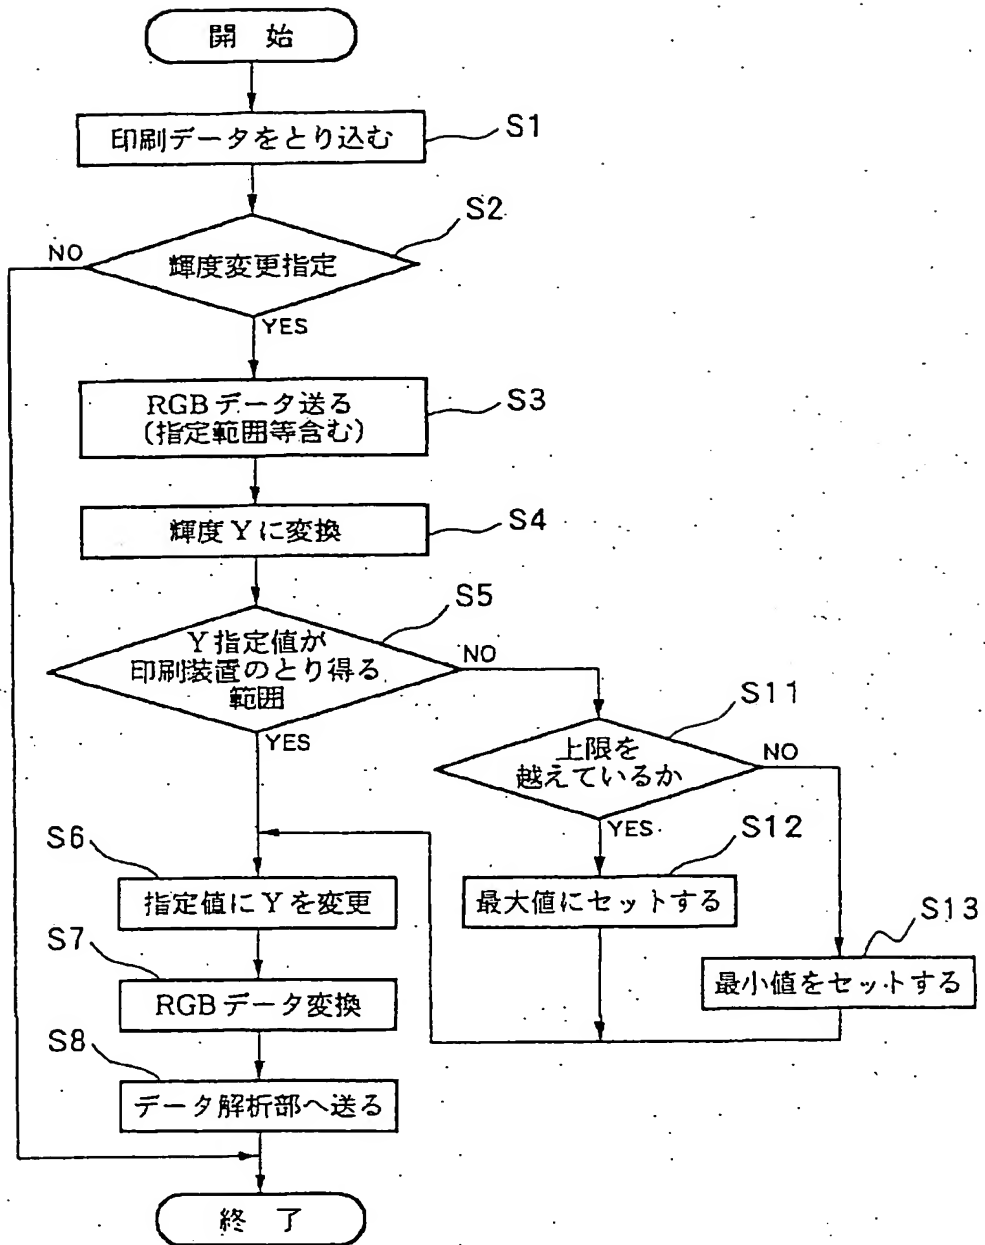 開 始
印刷データをとり込む
S1
S2
NO
輝度変更指定
YES
RGBデータ送る
(指定範囲等含む)
S3
輝度Yに変換
S4
S5
Y指定値が
印刷装置のとり得る
範囲
NO
YES
S11
上限を
越えているか
NO
YES
S12
最大値にセットする
S13
最小値をセットする
S6
指定値にYを変更
S7
RGBデータ変換
S8
データ解析部へ送る
終 了